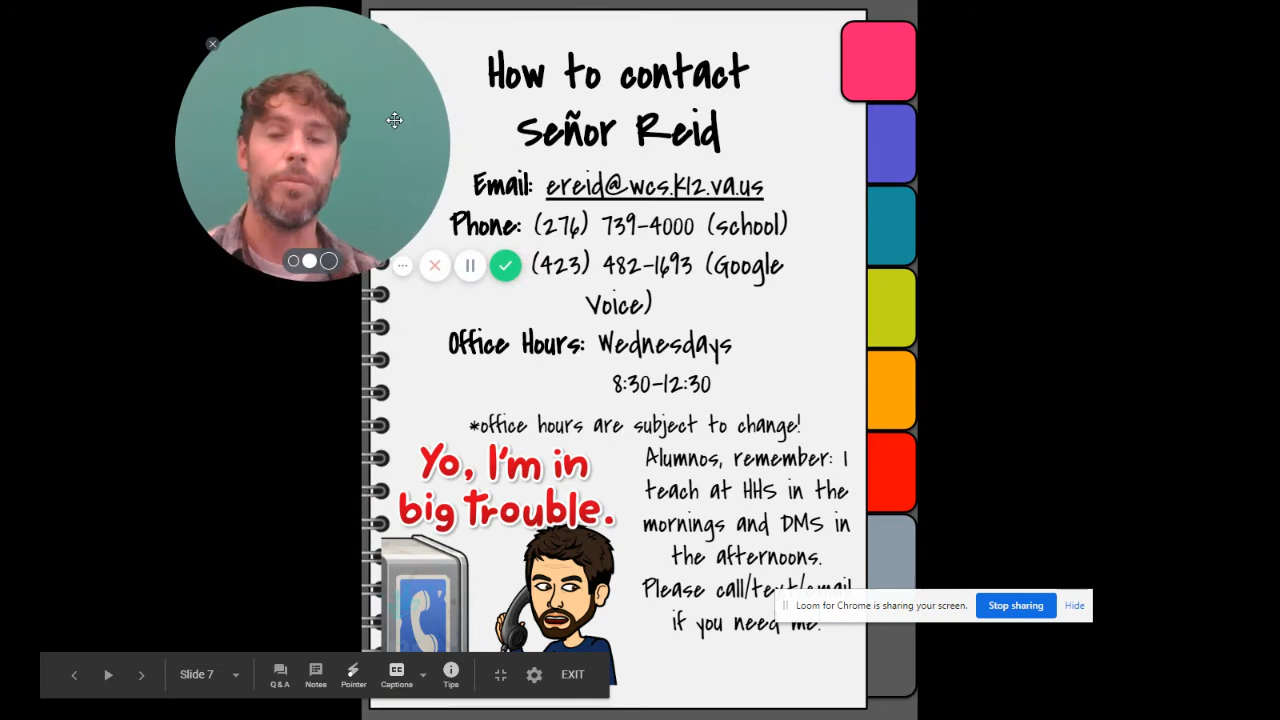 How to contact
Señor Reid
Email: ereid@wcs.k12.va.us
Phone: (276) 739-4000 (school)
(423) 482-1693 (Google
Voice)
Office Hours: Wednesdays
8:30-12:30
*office hours are subject to change!
Yo, I'm in
big trouble.
Alumnos, remember: I
teach at HHS in the
mornings and DMS in
the afternoons.
Please call/text/email
if you need me.
Loom for Chrome is sharing your screen. Stop sharing Hide
Slide 7 Q & A Notes Pointer CC Captions Tips EXIT